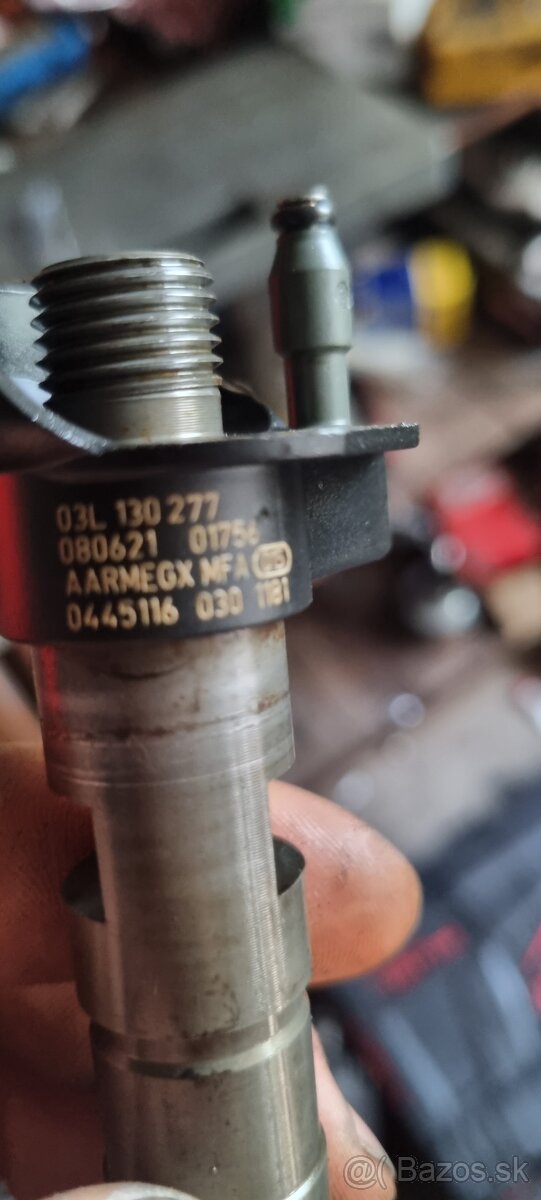 03L 130 277
080621 01756
AARMEGX MFA
0445116 030 1181
@( Bazos.sk